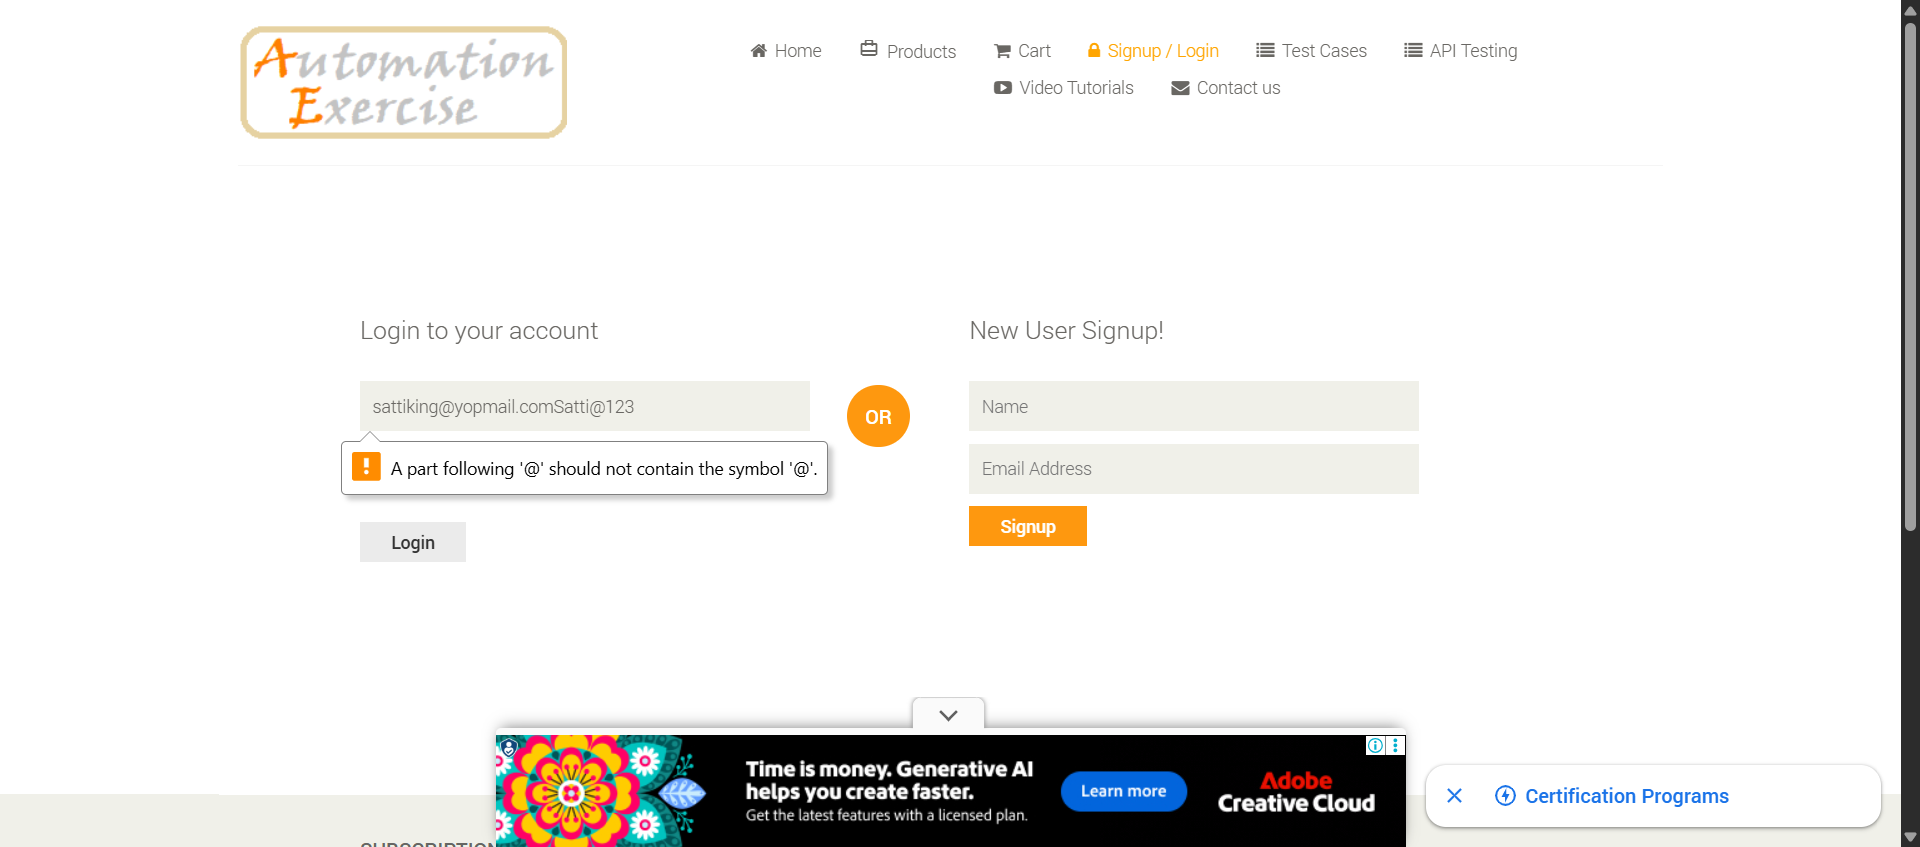 Automation
Exercise
Home
Products
Cart
Signup / Login
Test Cases
API Testing
Video Tutorials
Contact us
Login to your account
sattiking@yopmail.comSatti@123
A part following '@' should not contain the symbol '@'.
Login
OR
New User Signup!
Name
Email Address
Signup
Time is money. Generative AI
helps you create faster.
Get the latest features with a licensed plan.
Learn more
Adobe
Creative Cloud
Certification Programs
SUBSCRIPTION